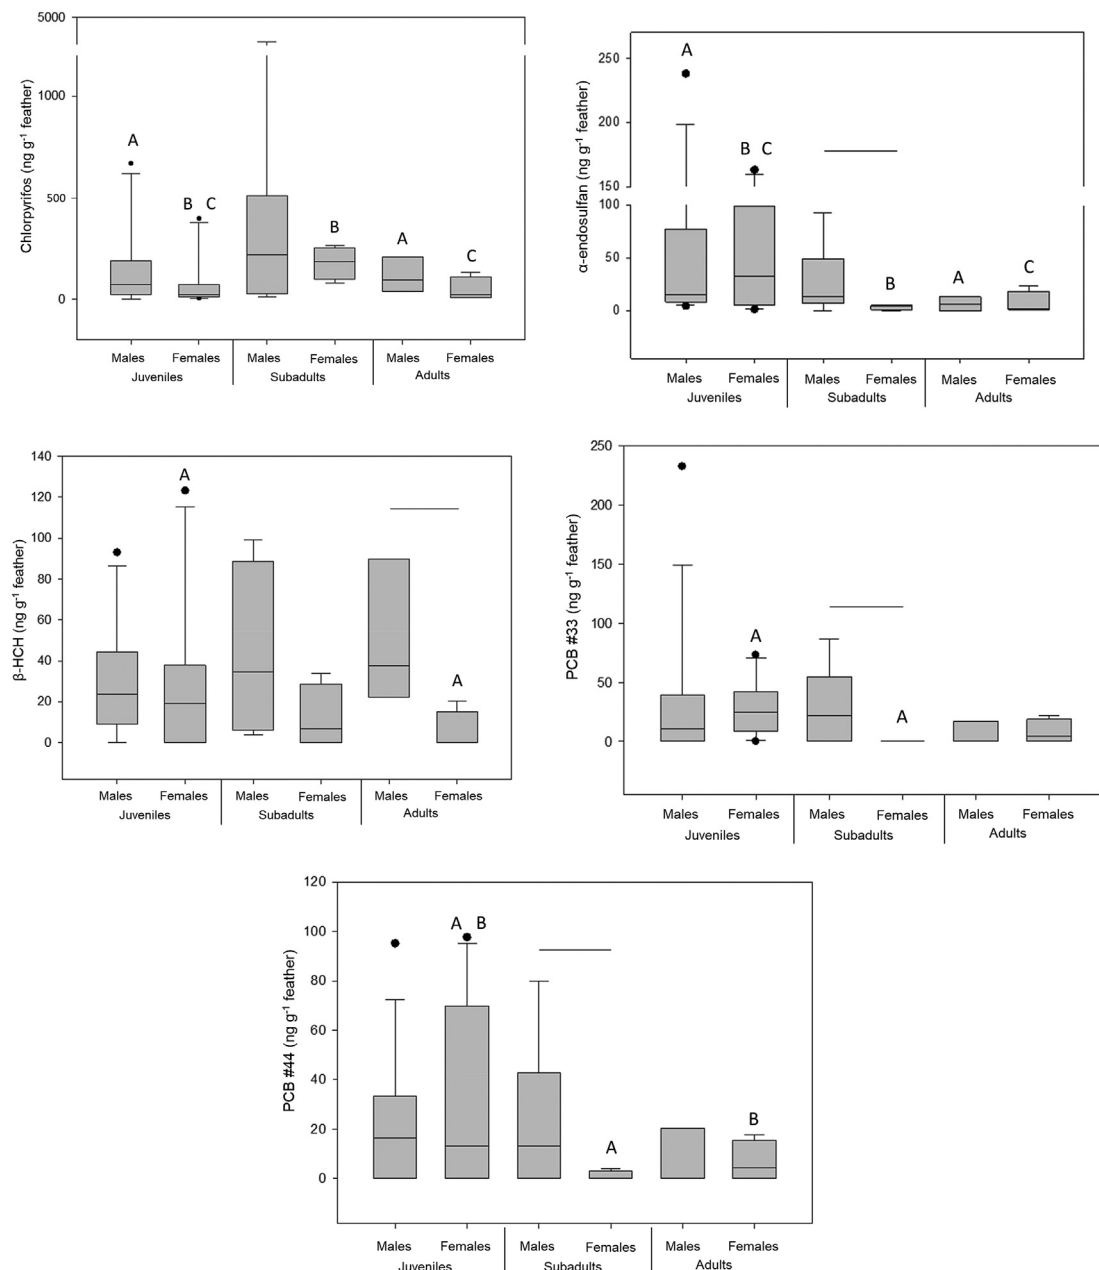 5000
1000
500
0
Chlorpyrifos (ng g⁻¹ feather)
A
B C
B
A
C
Males Females Males Females Males Females
Juveniles Subadults Adults
250
200
150
100
50
0
α-endosulfan (ng g⁻¹ feather)
A
B C
B
A
C
Males Females Males Females Males Females
Juveniles Subadults Adults
140
120
100
80
60
40
20
0
β-HCH (ng g⁻¹ feather)
A
A
Males Females Males Females Males Females
Juveniles Subadults Adults
250
200
150
100
50
0
PCB #33 (ng g⁻¹ feather)
A
A
Males Females Males Females Males Females
Juveniles Subadults Adults
120
100
80
60
40
20
0
PCB #44 (ng g⁻¹ feather)
A B
A
B
Males Females Males Females Males Females
Juveniles Subadults Adults